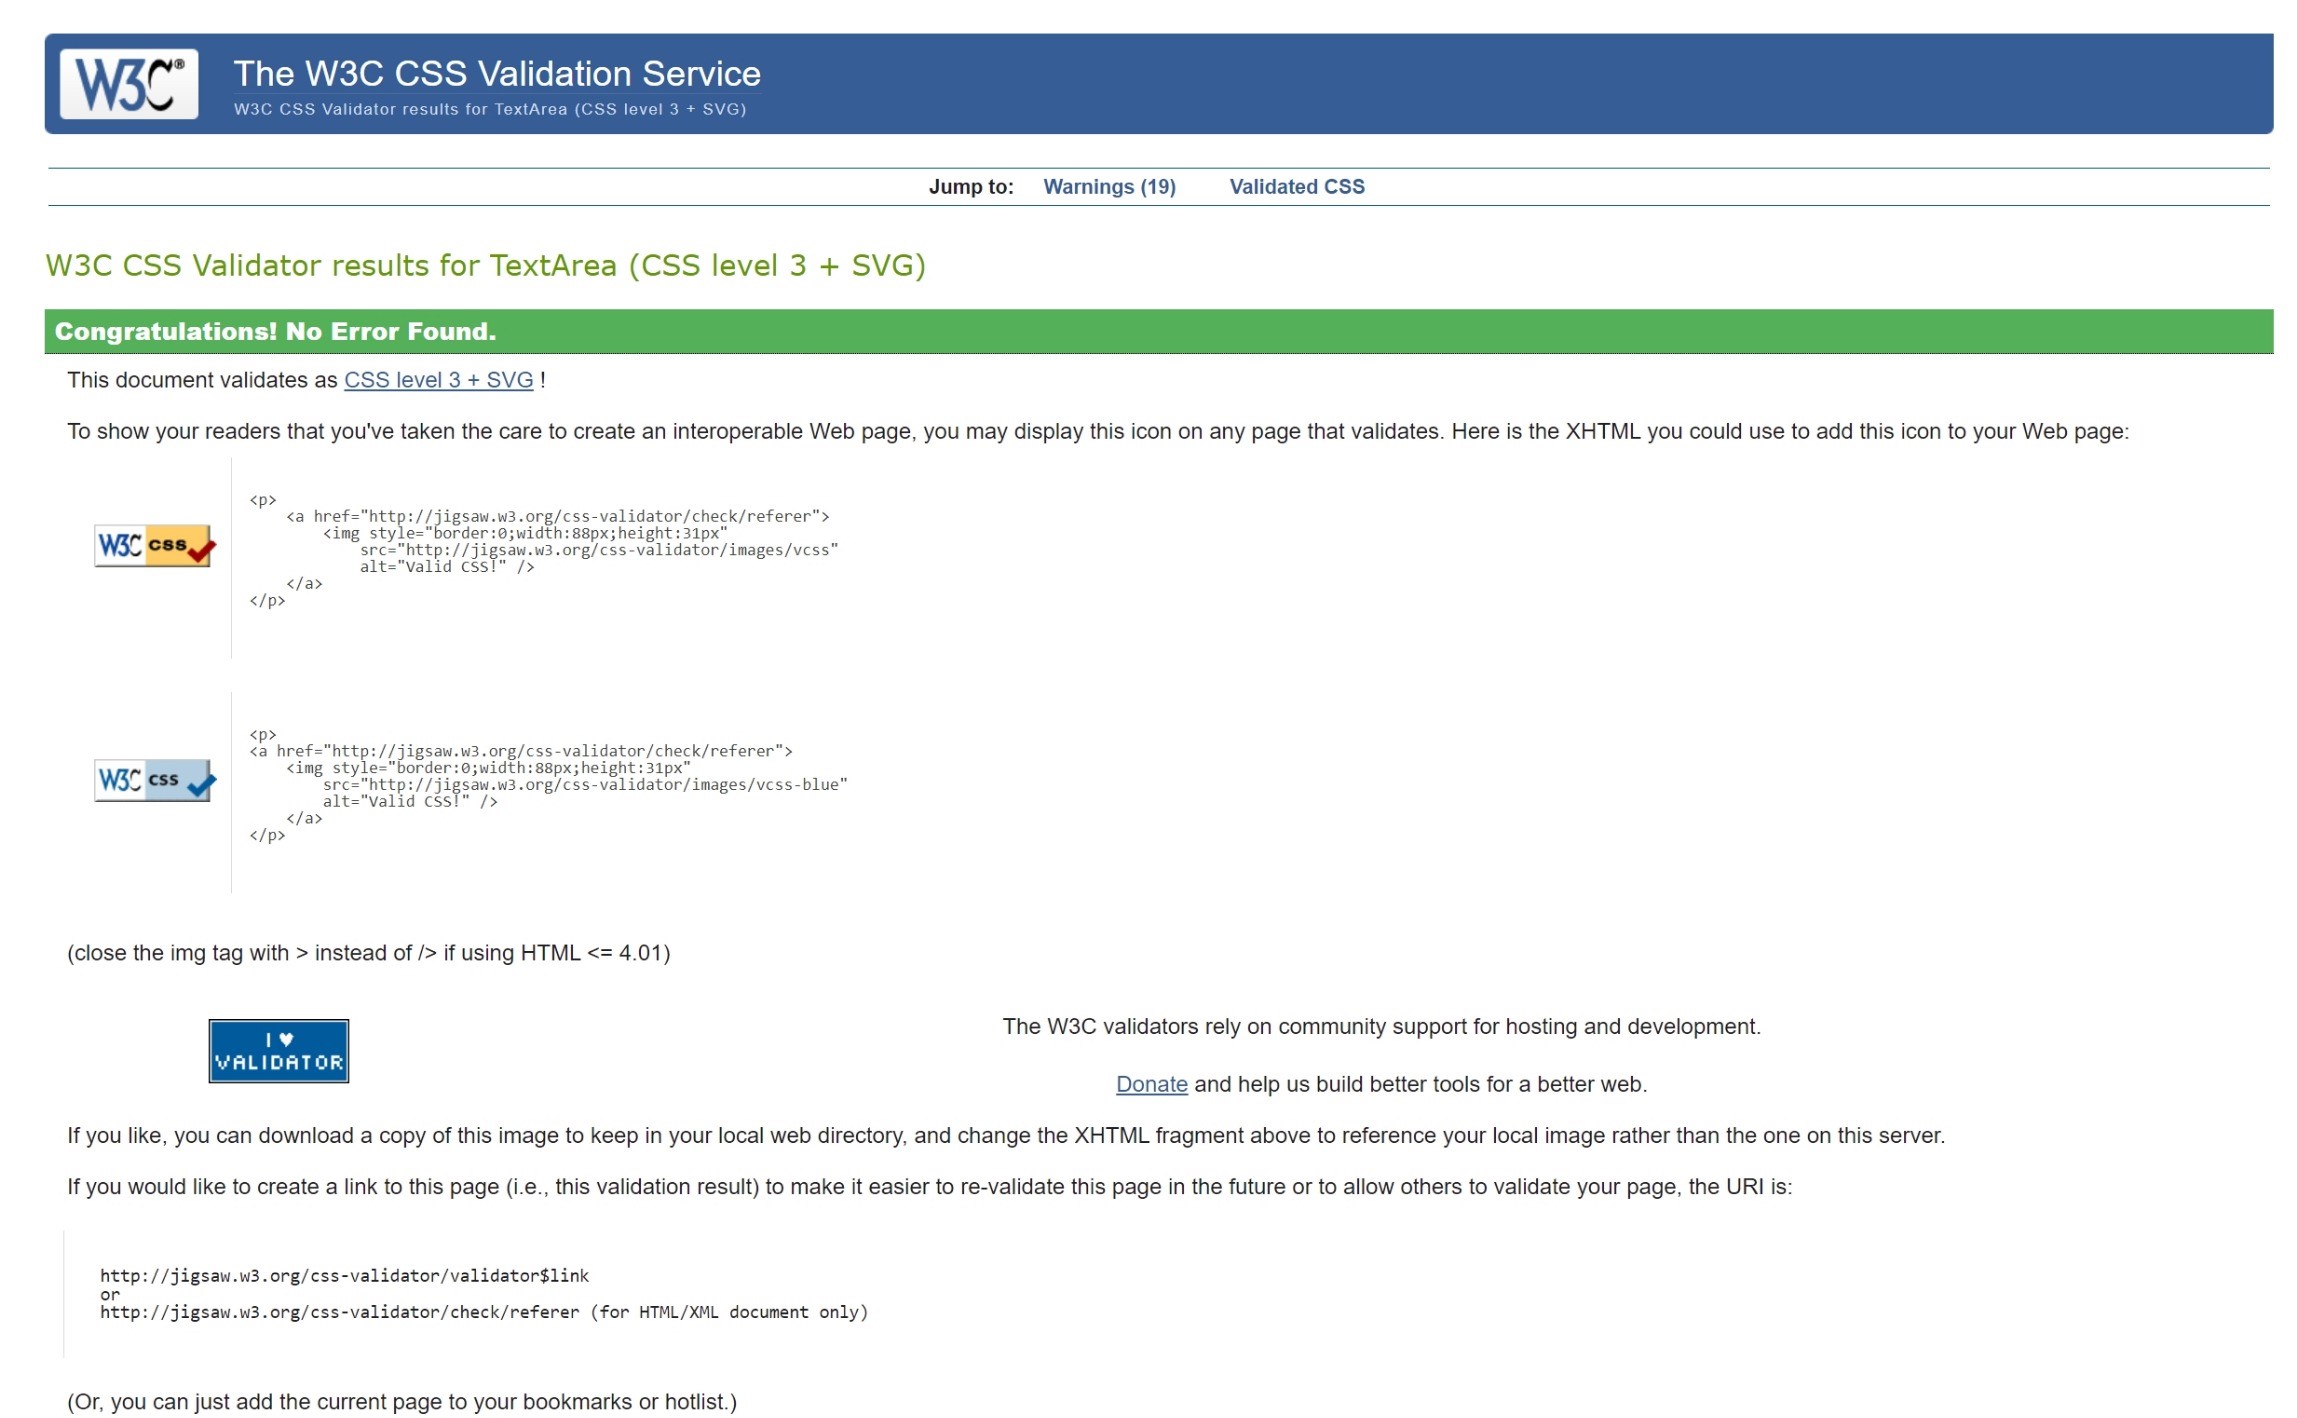 W3C®
The W3C CSS Validation Service
W3C CSS Validator results for TextArea (CSS level 3 + SVG)
Jump to: Warnings (19) Validated CSS
W3C CSS Validator results for TextArea (CSS level 3 + SVG)
Congratulations! No Error Found.
This document validates as CSS level 3 + SVG !
To show your readers that you've taken the care to create an interoperable Web page, you may display this icon on any page that validates. Here is the XHTML you could use to add this icon to your Web page:
W3C css
<p>
<a href="http://jigsaw.w3.org/css-validator/check/referer">
<img style="border:0;width:88px;height:31px"
src="http://jigsaw.w3.org/css-validator/images/vcss"
alt="Valid CSS!" />
</a>
</p>
W3C css
<p>
<a href="http://jigsaw.w3.org/css-validator/check/referer">
<img style="border:0;width:88px;height:31px"
src="http://jigsaw.w3.org/css-validator/images/vcss-blue"
alt="Valid CSS!" />
</a>
</p>
(close the img tag with > instead of /> if using HTML <= 4.01)
I ♥
VALIDATOR
The W3C validators rely on community support for hosting and development.
Donate and help us build better tools for a better web.
If you like, you can download a copy of this image to keep in your local web directory, and change the XHTML fragment above to reference your local image rather than the one on this server.
If you would like to create a link to this page (i.e., this validation result) to make it easier to re-validate this page in the future or to allow others to validate your page, the URI is:
http://jigsaw.w3.org/css-validator/validator$link
or
http://jigsaw.w3.org/css-validator/check/referer (for HTML/XML document only)
(Or, you can just add the current page to your bookmarks or hotlist.)